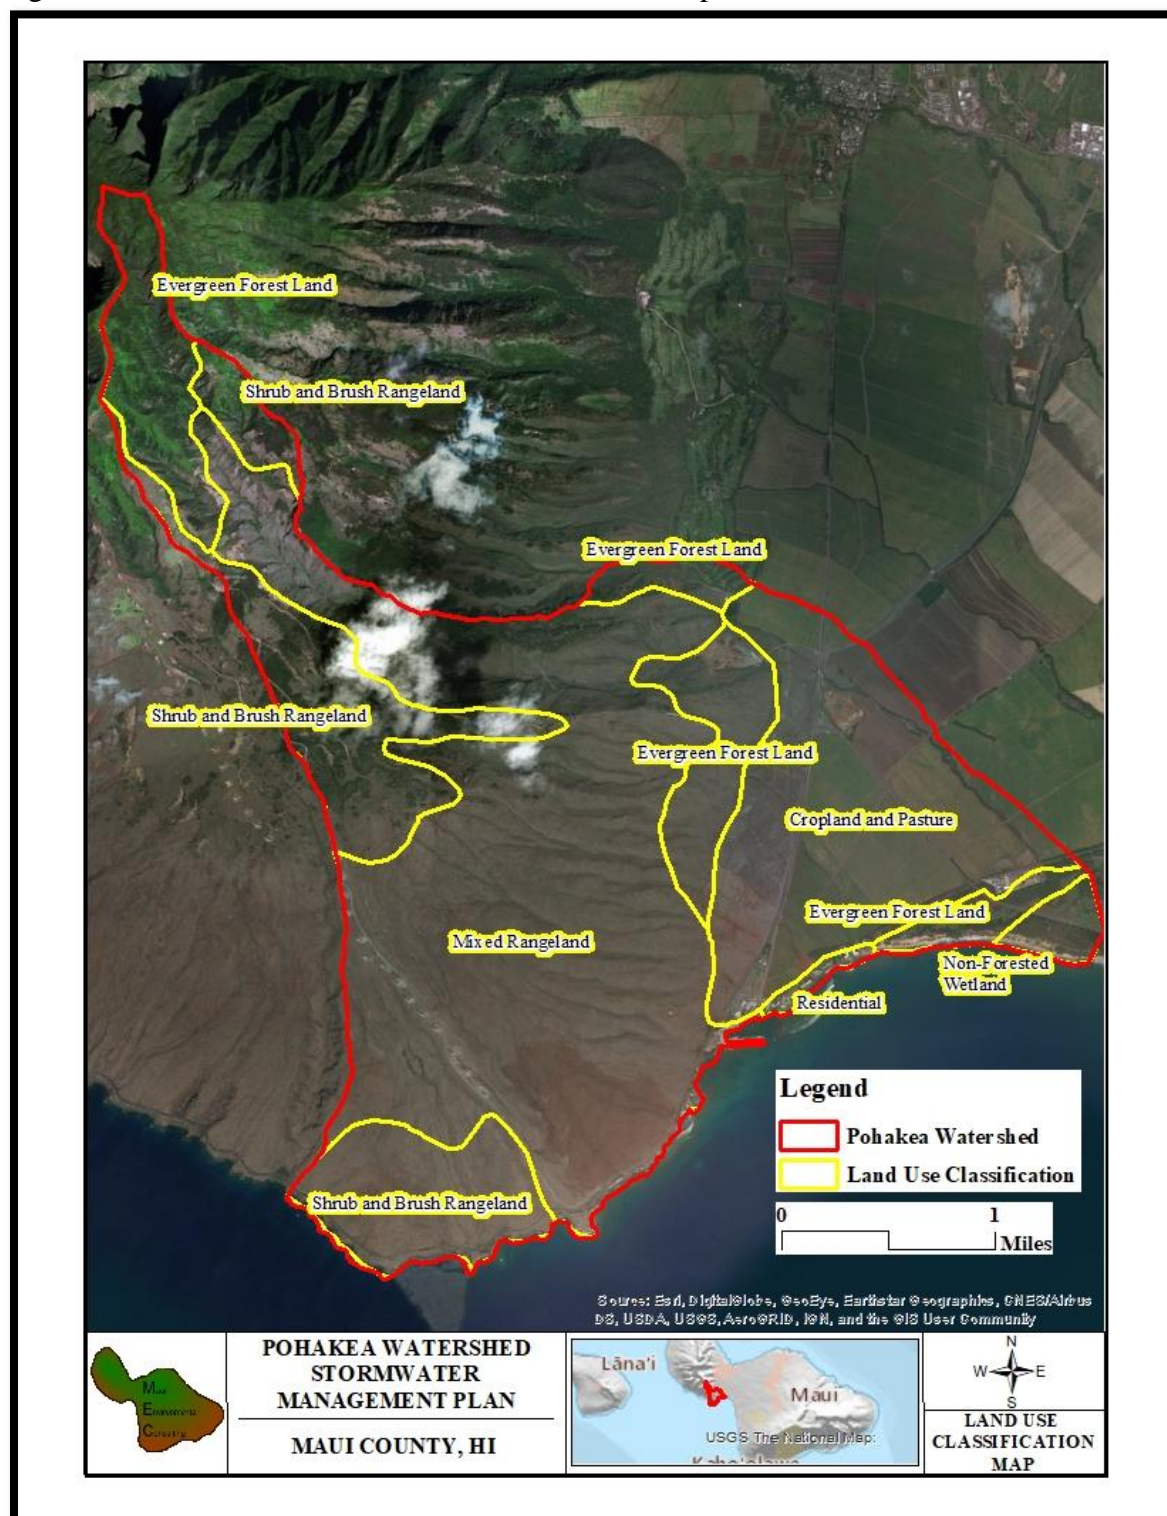 Evergreen Forest Land
Shrub and Brush Rangeland
Evergreen Forest Land
Shrub and Brush Rangeland
Evergreen Forest Land
Cropland and Pasture
Evergreen Forest Land
Mixed Rangeland
Non-Forested
Wetland
Residential
Legend
Pohakea Watershed
Land Use Classification
0 1
Miles
Shrub and Brush Rangeland
Source: Esri, DigitalGlobe, GeoEye, Earthstar Geographics, CNES/Airbus
DS, USDA, USGS, AeroGRID, IGN, and the GIS User Community
POHAKEA WATERSHED
STORMWATER
MANAGEMENT PLAN
MAUI COUNTY, HI
Lāna'i
Maui
USGS The National Map:
N
W E
S
LAND USE
CLASSIFICATION
MAP